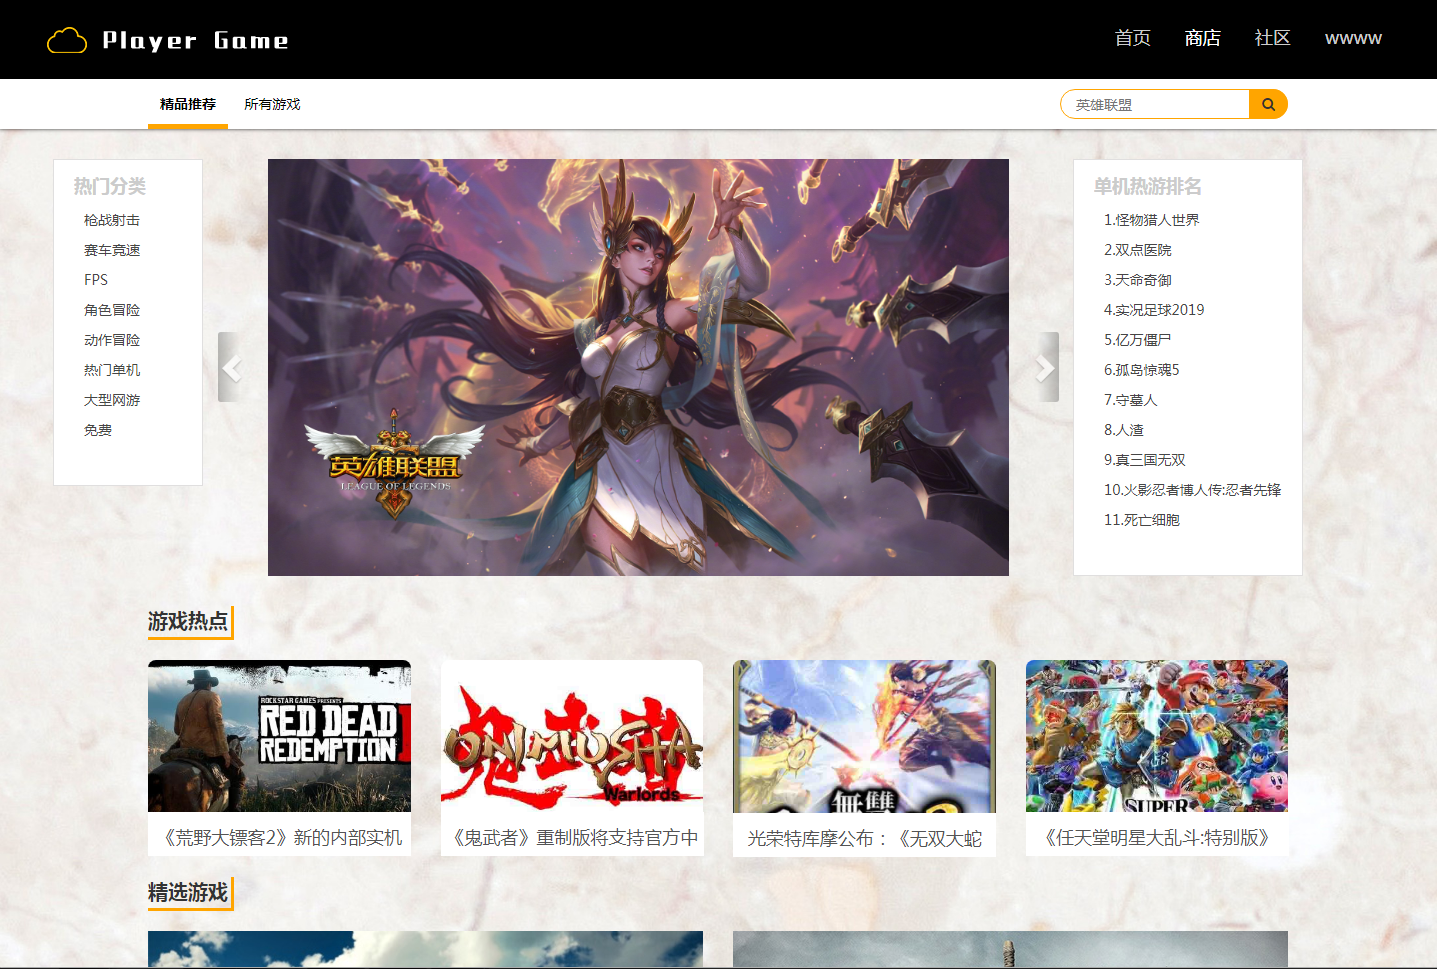 Player Game
首页 商店 社区 wwww
精品推荐 所有游戏
英雄联盟
热门分类
枪战射击
赛车竞速
FPS
角色冒险
动作冒险
热门单机
大型网游
免费
英雄联盟
LEAGUE OF LEGENDS
单机热游排名
1.怪物猎人世界
2.双点医院
3.天命奇御
4.实况足球2019
5.亿万僵尸
6.孤岛惊魂5
7.守墓人
8.人渣
9.真三国无双
10.火影忍者博人传:忍者先锋
11.死亡细胞
游戏热点
ROCKSTAR GAMES PRESENTS
RED DEAD
REDEMPTION
鬼武者
ONIMUSHA
Warlords
無雙
SUPER
《荒野大镖客2》新的内部实机
《鬼武者》重制版将支持官方中
光荣特库摩公布：《无双大蛇
《任天堂明星大乱斗:特别版》
精选游戏